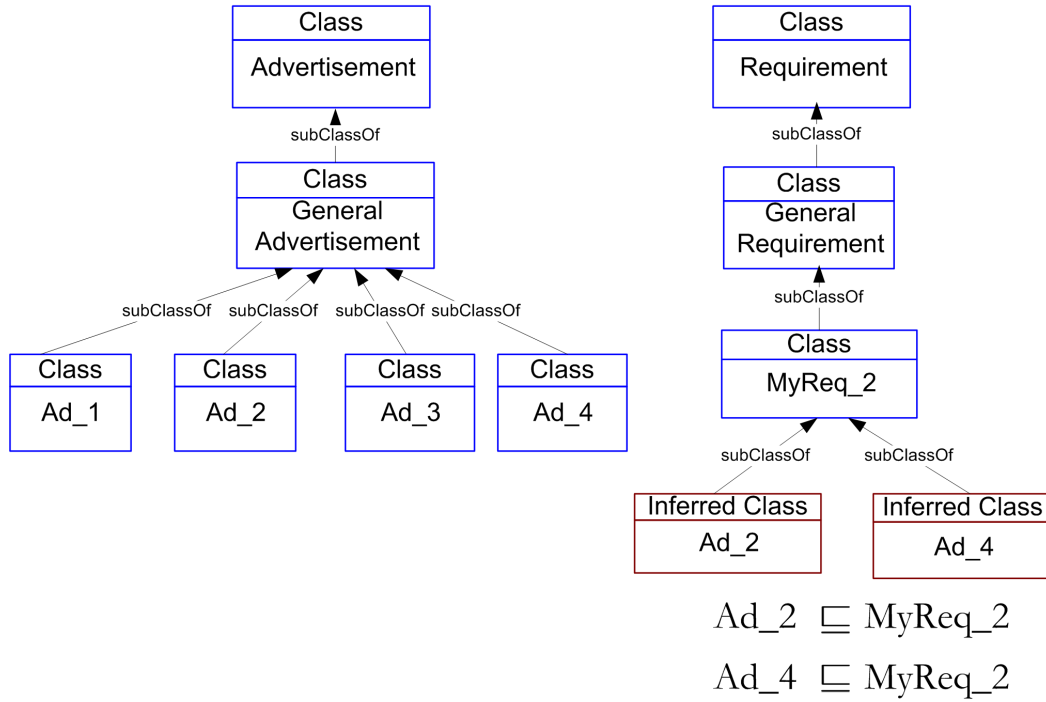 Class
Advertisement
subClassOf
Class
General
Advertisement
subClassOf subClassOf subClassOf subClassOf
Class
Ad_1
Class
Ad_2
Class
Ad_3
Class
Ad_4
Class
Requirement
subClassOf
Class
General
Requirement
subClassOf
Class
MyReq_2
subClassOf subClassOf
Inferred Class
Ad_2
Inferred Class
Ad_4
Ad_2 ⊑ MyReq_2
Ad_4 ⊑ MyReq_2